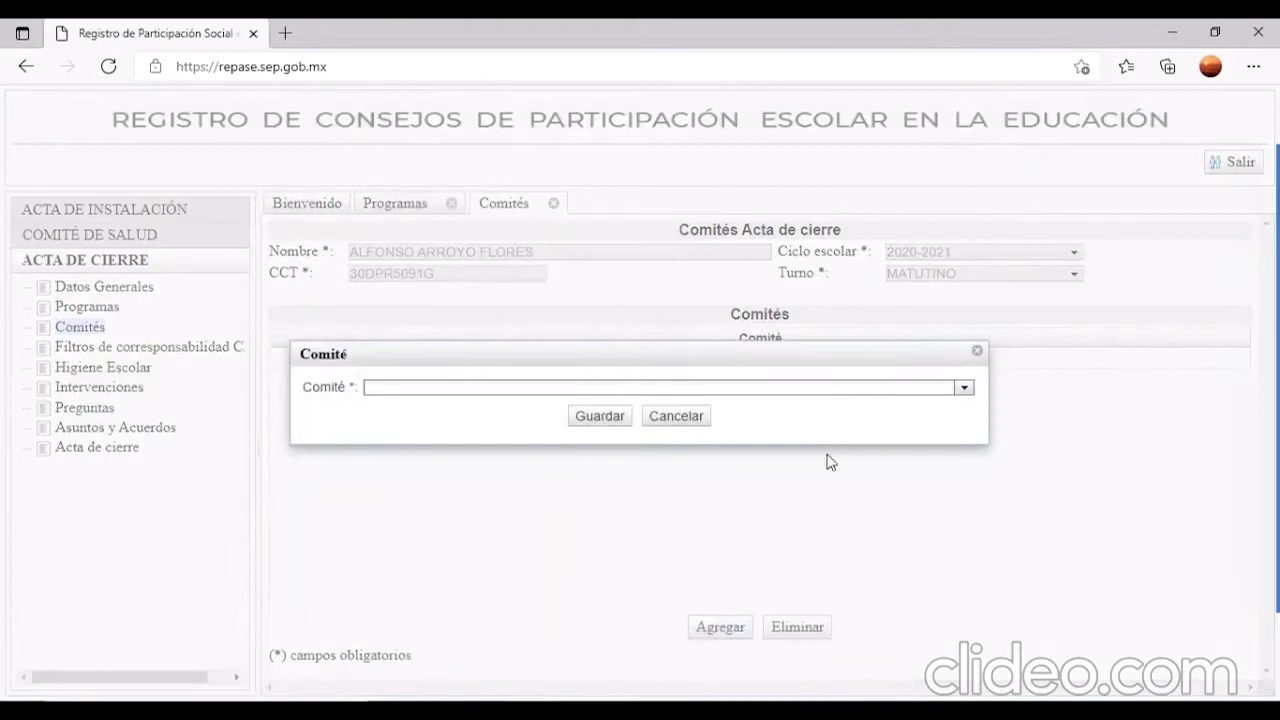 Registro de Participación Social
https://repase.sep.gob.mx
REGISTRO DE CONSEJOS DE PARTICIPACIÓN ESCOLAR EN LA EDUCACIÓN
Salir
ACTA DE INSTALACIÓN
COMITÉ DE SALUD
ACTA DE CIERRE
Datos Generales
Programas
Comités
Filtros de corresponsabilidad C
Higiene Escolar
Intervenciones
Preguntas
Asuntos y Acuerdos
Acta de cierre
Bienvenido Programas Comités
Comités Acta de cierre
Nombre *: ALFONSO ARROYO FLORES Ciclo escolar *: 2020-2021
CCT *: 30DPR5091G Turno *: MATUTINO
Comités
Comité
Comité
Comité *:
Guardar Cancelar
Agregar Eliminar
(*) campos obligatorios
clideo.com